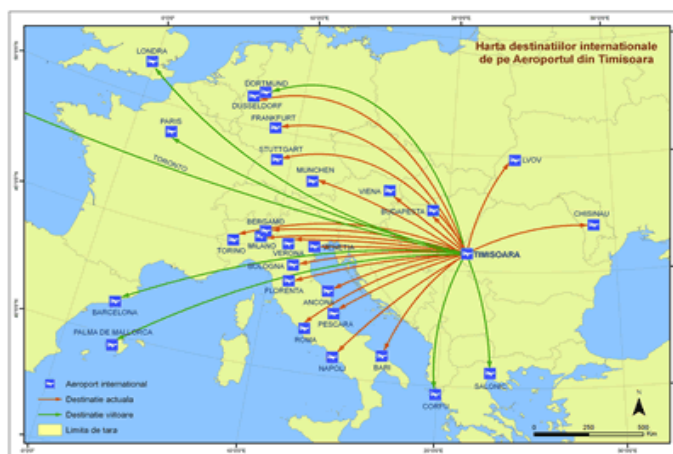 Harta destinatiilor internationale
de pe Aeroportul din Timisoara
LONDRA
DORTMUND
DUSSELDORF
FRANKFURT
PARIS
STUTTGART
LVOV
TORONTO
MUNCHEN
VIENA
BUDAPESTA
CHISINAU
BERGAMO
TORINO
MILANO
VERONA
VENETIA
TIMISOARA
BOLOGNA
FLORENTA
ANCONA
BARCELONA
PESCARA
ROMA
PALMA DE MALLORCA
NAPOLI
BARI
SALONIC
CORFU
Aeroport international
Destinatie actuala
Destinatie viitoare
Limita de tara
N
0 250 500
Km